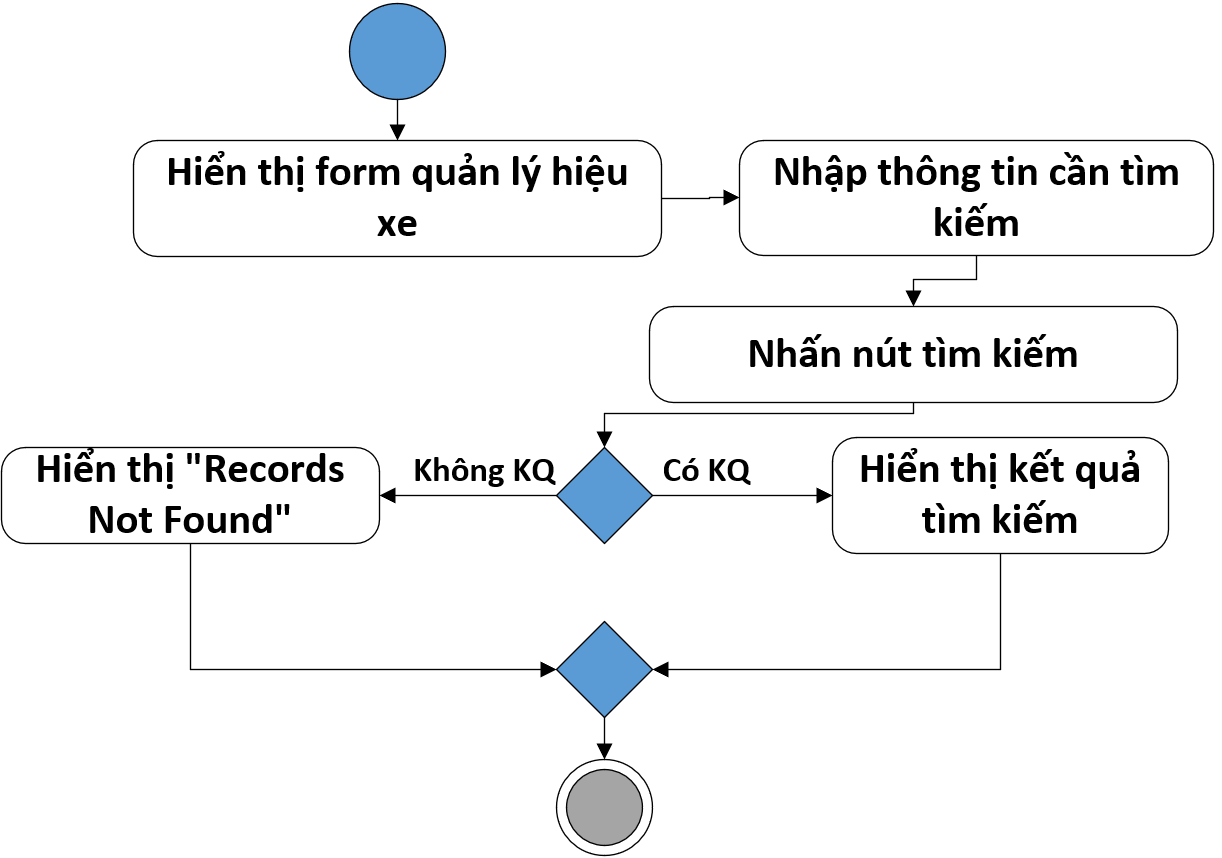 Hiển thị form quản lý hiệu
xe
Nhập thông tin cần tìm
kiếm
Nhấn nút tìm kiếm
Hiển thị "Records
Not Found"
Không KQ
Có KQ
Hiển thị kết quả
tìm kiếm